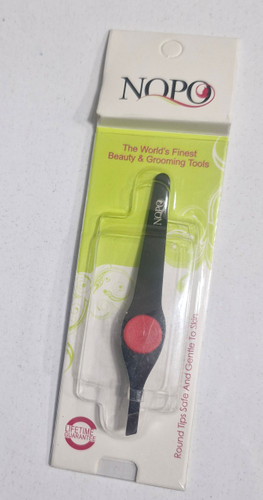 NOPO
The World's Finest
Beauty & Grooming Tools
NOPO
Round Tips Safe And Gentle To Skin
LIFETIME
GUARANTEE